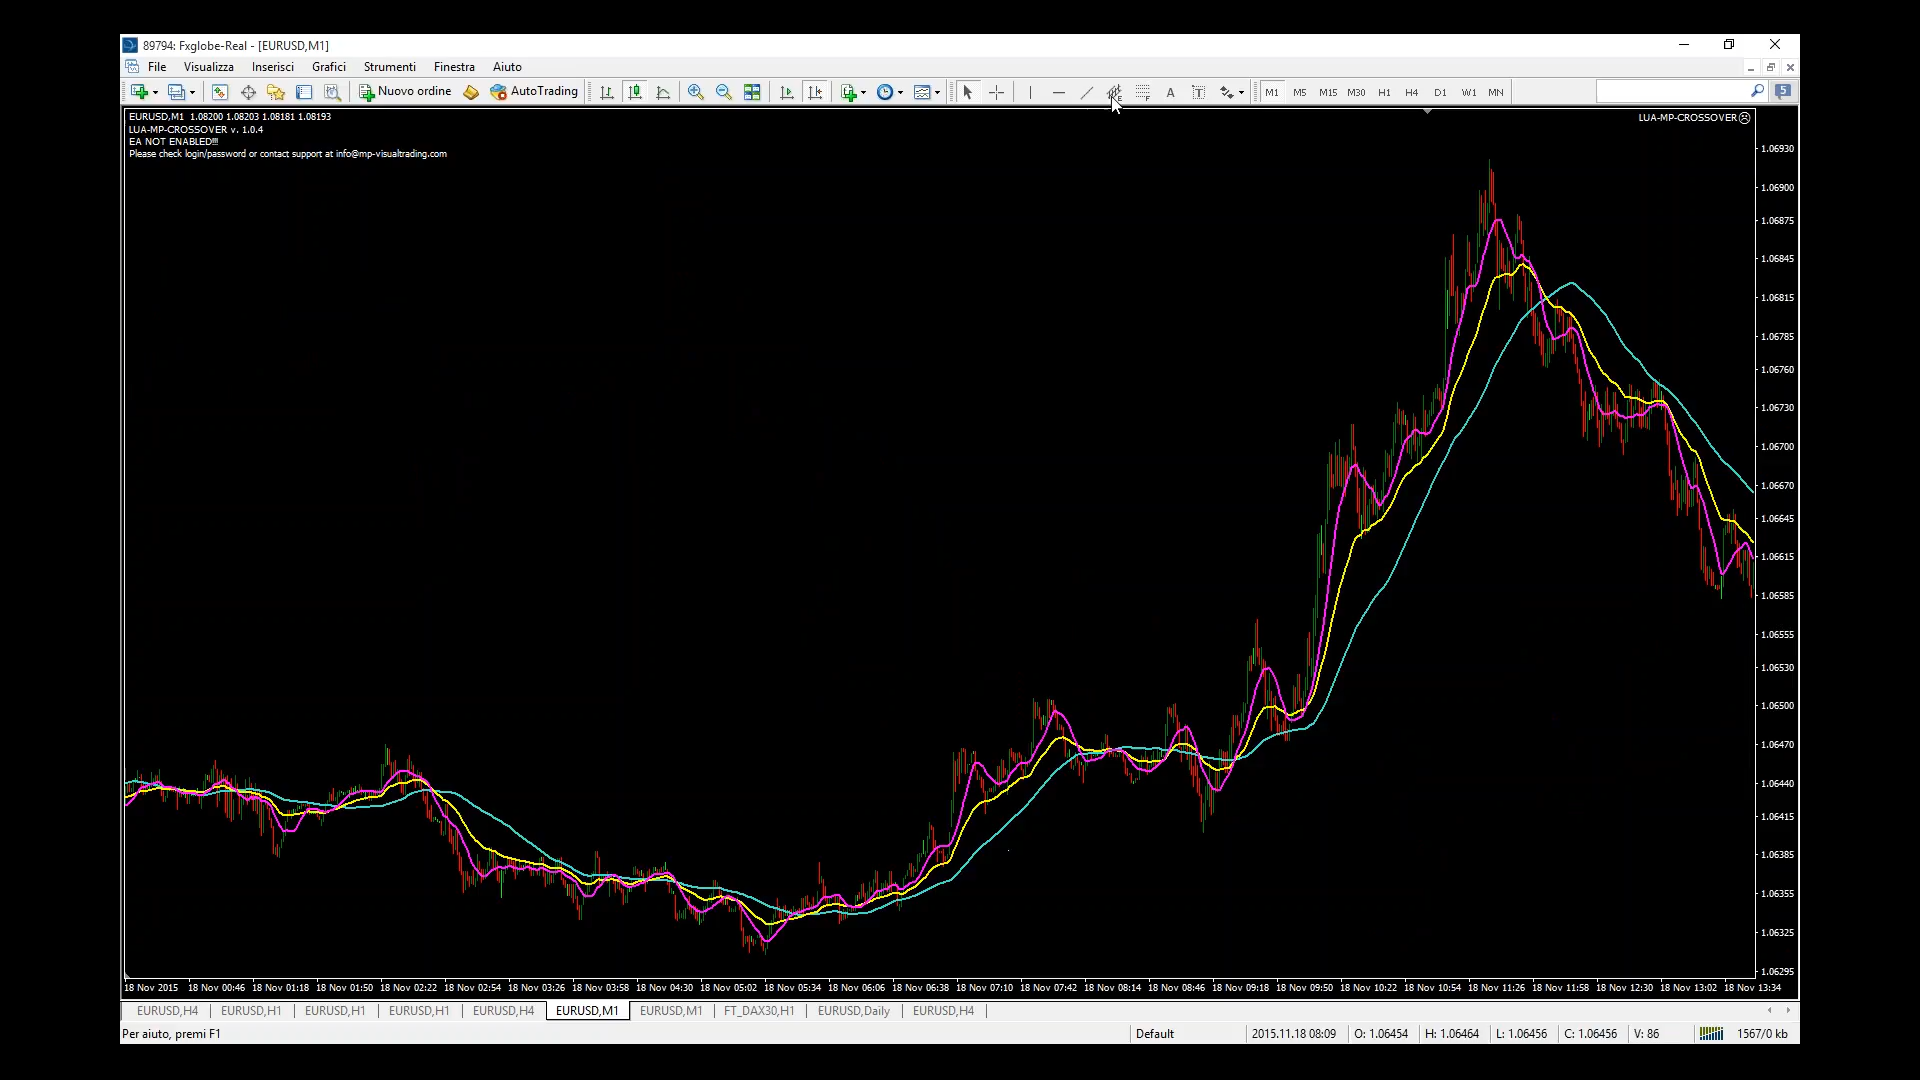 89794: Fxglobe-Real - [EURUSD,M1]
File Visualizza Inserisci Grafici Strumenti Finestra Aiuto
Nuovo ordine AutoTrading A T M1 M5 M15 M30 H1 H4 D1 W1 MN 5
EURUSD,M1 1.08200 1.08203 1.08181 1.08193
LUA-MP-CROSSOVER
LUA-MP-CROSSOVER v. 1.0.4
EA NOT ENABLED!!!
Please check login/password or contact support at info@mp-visualtrading.com
1.06930
1.06900
1.06875
1.06845
1.06815
1.06785
1.06760
1.06730
1.06700
1.06670
1.06645
1.06615
1.06585
1.06555
1.06530
1.06500
1.06470
1.06440
1.06415
1.06385
1.06355
1.06325
1.06295
18 Nov 2015 18 Nov 00:46 18 Nov 01:18 18 Nov 01:50 18 Nov 02:22 18 Nov 02:54 18 Nov 03:26 18 Nov 03:58 18 Nov 04:30 18 Nov 05:02 18 Nov 05:34 18 Nov 06:06 18 Nov 06:38 18 Nov 07:10 18 Nov 07:42 18 Nov 08:14 18 Nov 08:46 18 Nov 09:18 18 Nov 09:50 18 Nov 10:22 18 Nov 10:54 18 Nov 11:26 18 Nov 11:58 18 Nov 12:30 18 Nov 13:02 18 Nov 13:34
EURUSD,H4 EURUSD,H1 EURUSD,H1 EURUSD,H1 EURUSD,H4 EURUSD,M1 EURUSD,M1 FT_DAX30,H1 EURUSD,Daily EURUSD,H4
Per aiuto, premi F1 Default 2015.11.18 08:09 O: 1.06454 H: 1.06464 L: 1.06456 C: 1.06456 V: 86 1567/0 kb